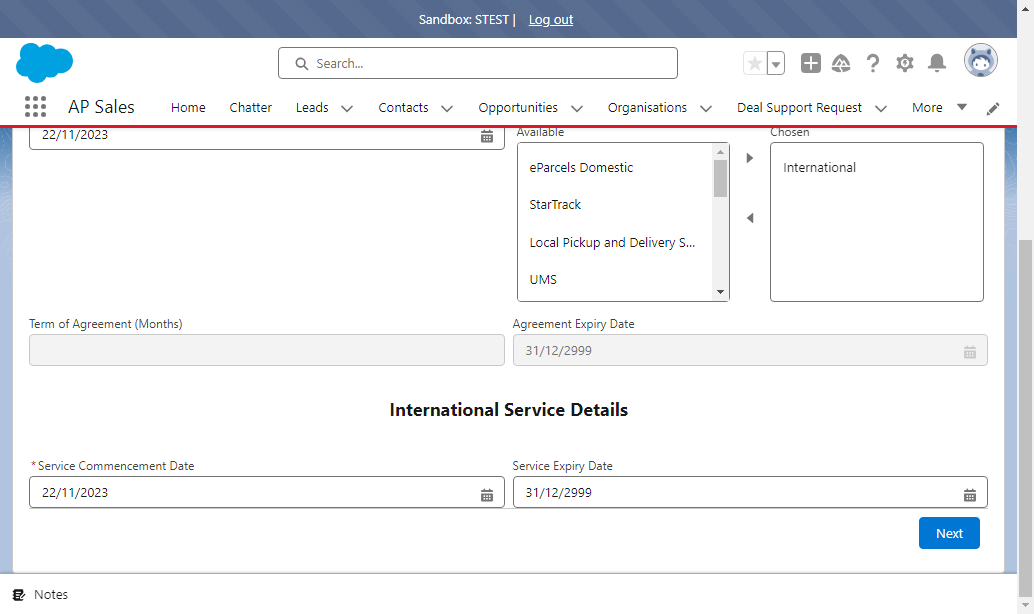 Sandbox: STEST | Log out
Search...
AP Sales Home Chatter Leads Contacts Opportunities Organisations Deal Support Request More
22/11/2023
Available Chosen
eParcels Domestic
StarTrack
Local Pickup and Delivery S...
UMS
International
Term of Agreement (Months) Agreement Expiry Date
31/12/2999
International Service Details
*Service Commencement Date Service Expiry Date
22/11/2023 31/12/2999
Next
Notes